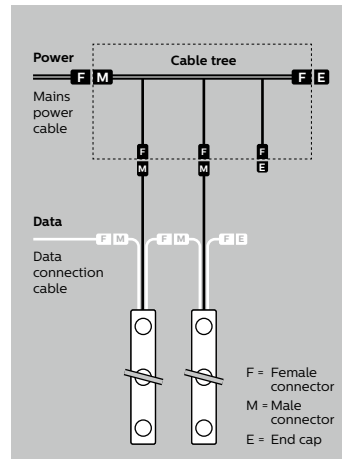 Power
Cable tree
F M F E
Mains
power
cable
F F F
M M E
Data
F M F M F E
Data
connection
cable
F = Female
connector
M = Male
connector
E = End cap